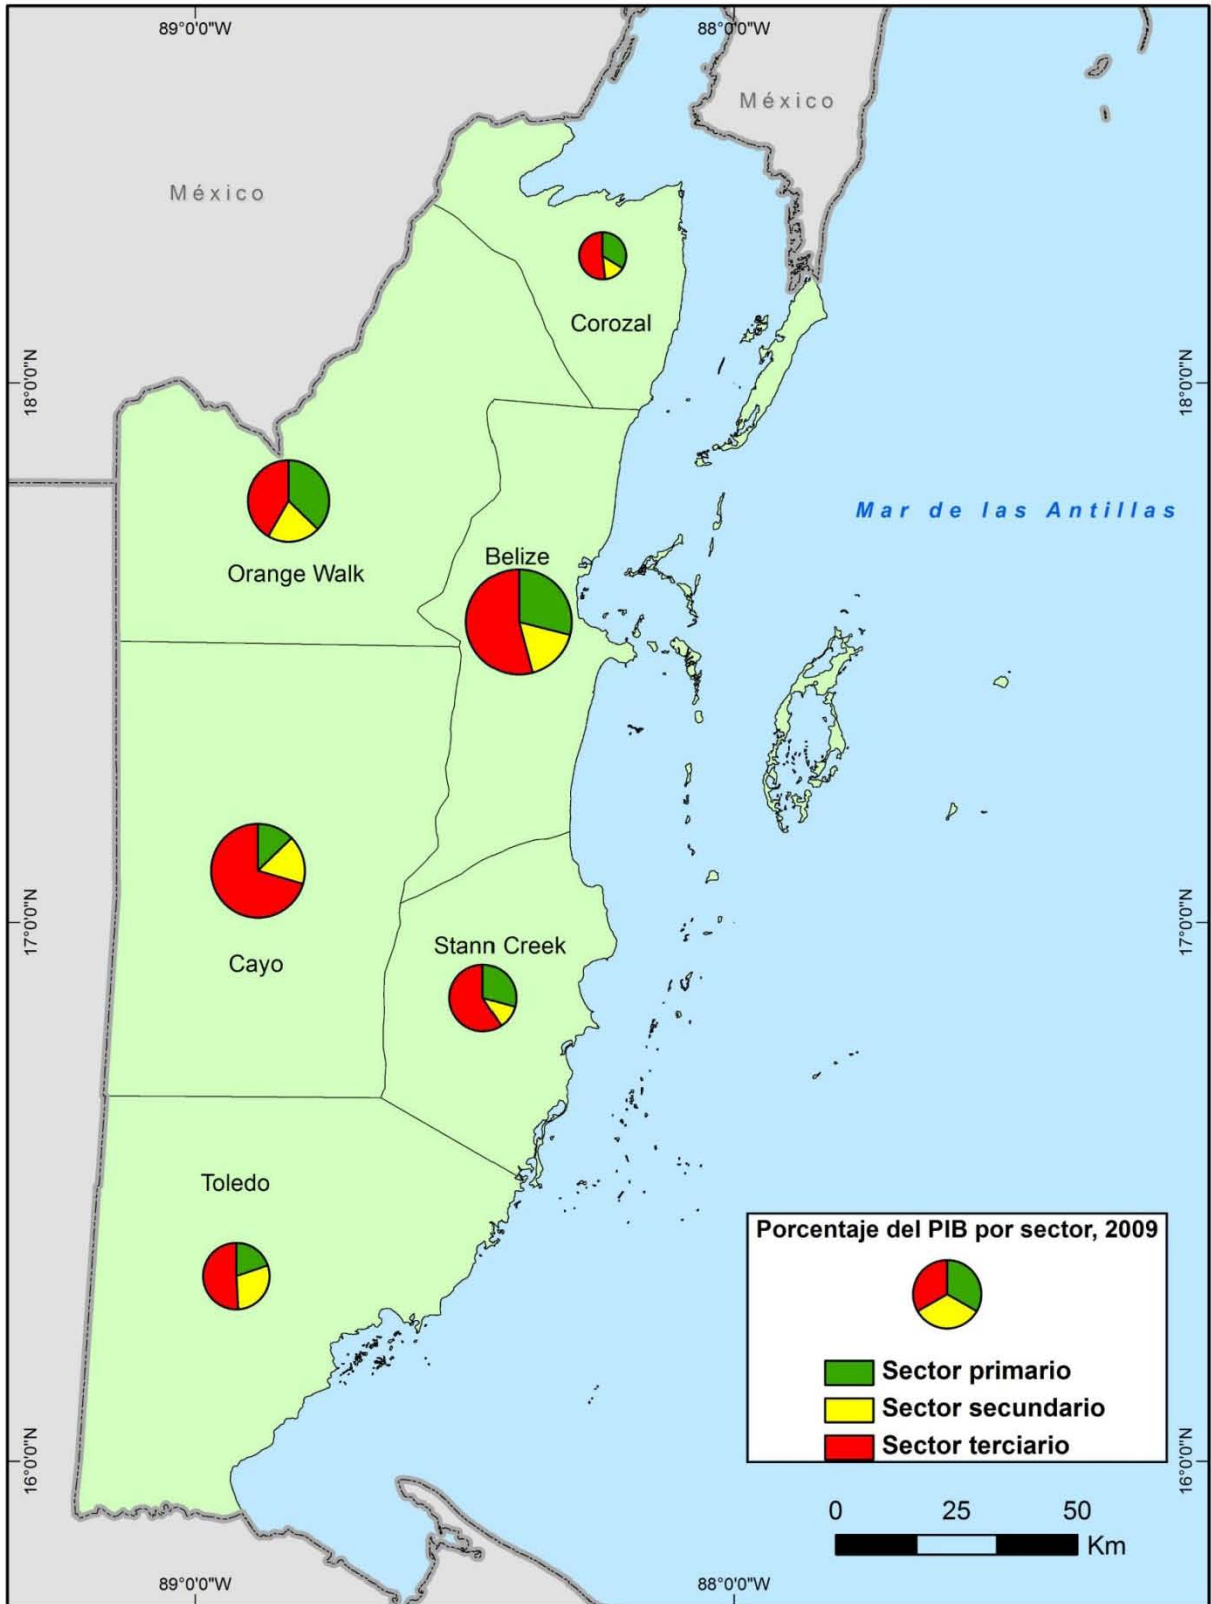 89°0'0"W
88°0'0"W
México
México
Corozal
18°0'0"N
18°0'0"N
Mar de las Antillas
Belize
Orange Walk
17°0'0"N
17°0'0"N
Stann Creek
Cayo
Toledo
Porcentaje del PIB por sector, 2009
Sector primario
Sector secundario
Sector terciario
16°0'0"N
16°0'0"N
0 25 50
Km
89°0'0"W
88°0'0"W